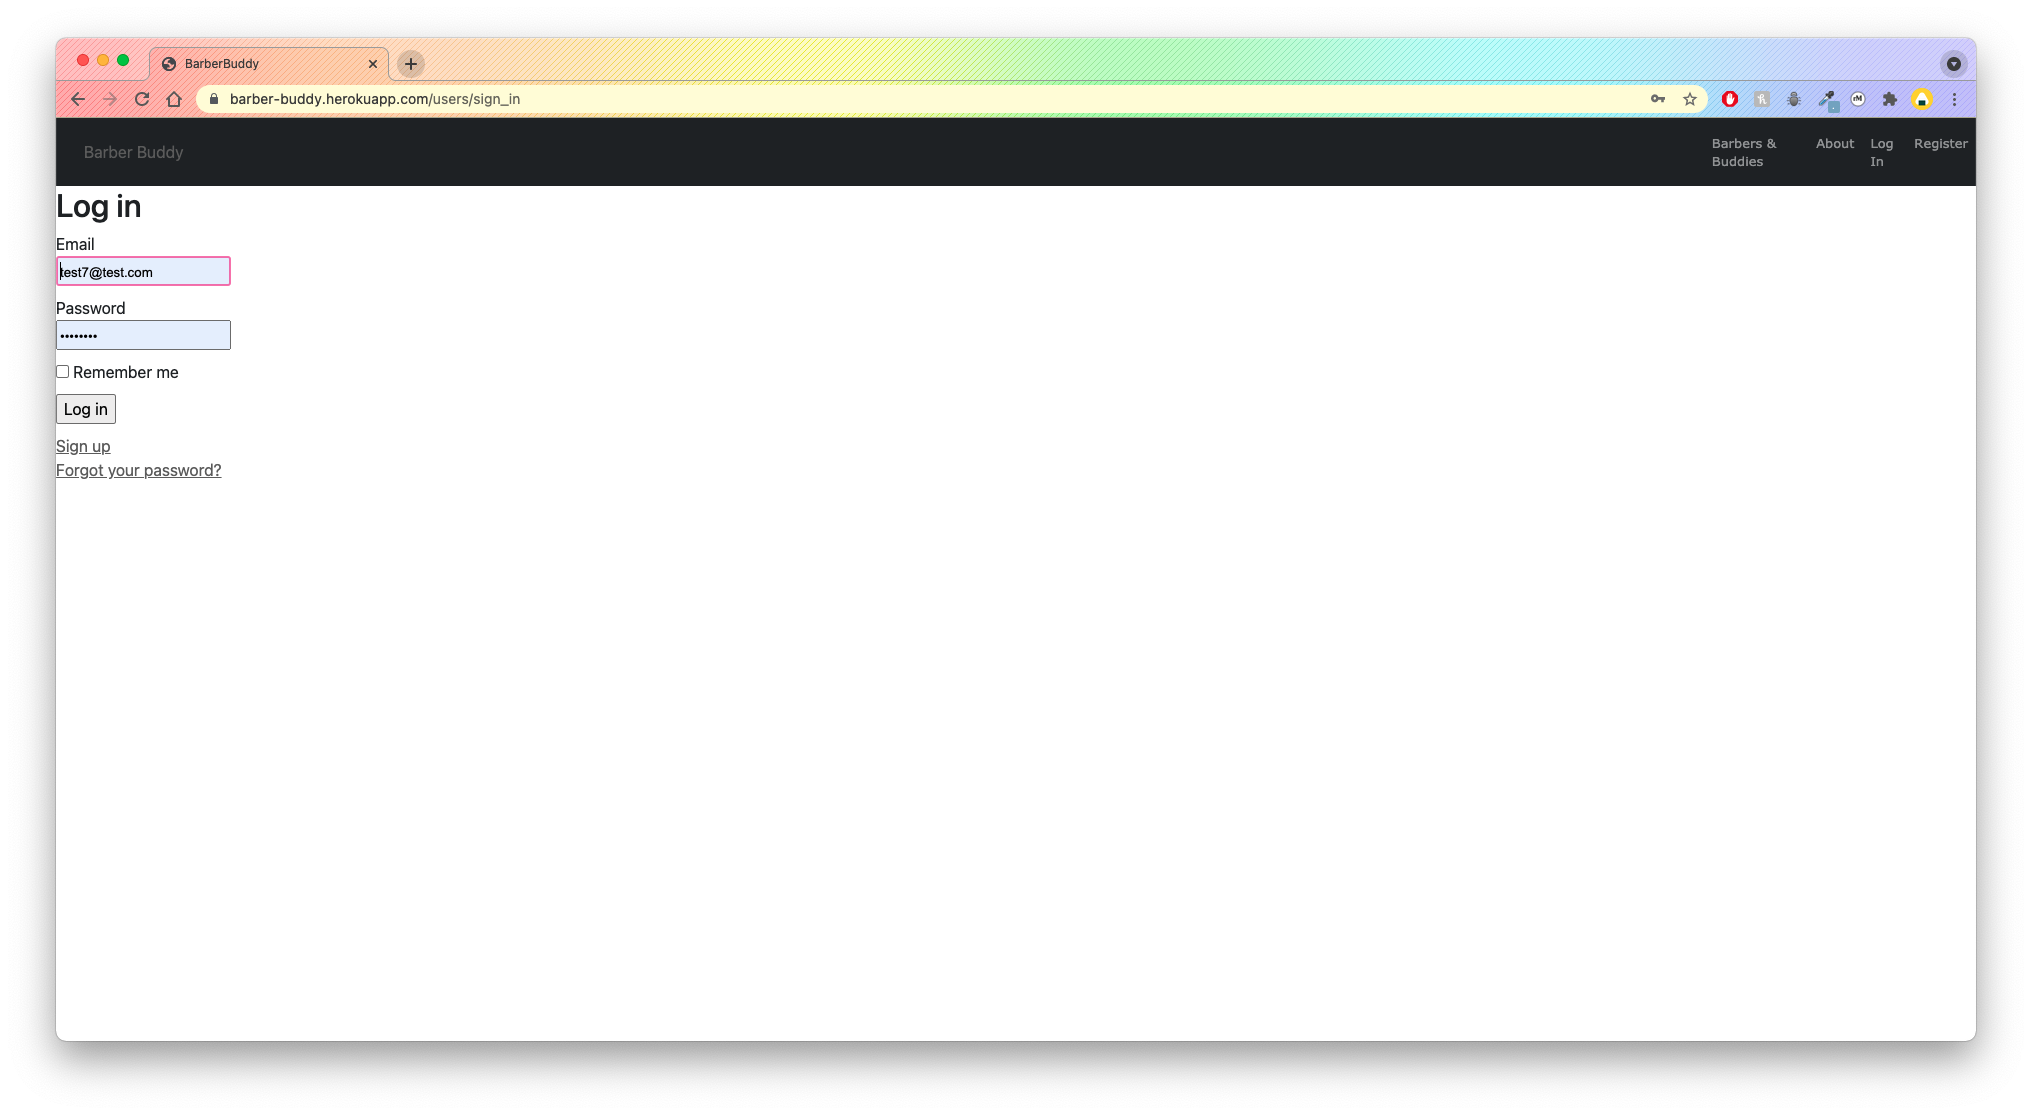 BarberBuddy
barber-buddy.herokuapp.com/users/sign_in
Barber Buddy
Barbers &
Buddies
About
Log
In
Register
Log in
Email
test7@test.com
Password
••••••••
Remember me
Log in
Sign up
Forgot your password?